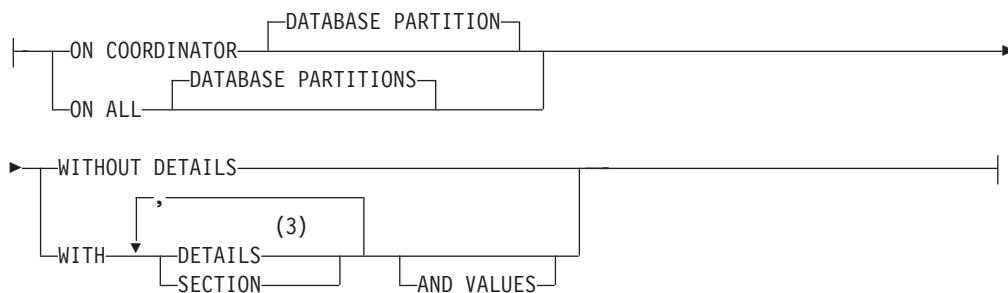 DATABASE PARTITION
ON COORDINATOR
DATABASE PARTITIONS
ON ALL
WITHOUT DETAILS
,
(3)
WITH DETAILS
SECTION AND VALUES